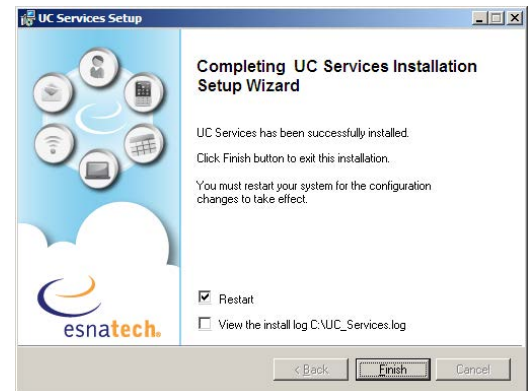 UC Services Setup
Completing UC Services Installation
Setup Wizard
UC Services has been successfully installed.
Click Finish button to exit this installation.
You must restart your system for the configuration
changes to take effect.
Restart
View the install log C:\UC_Services.log
esnatech.
< Back
Finish
Cancel